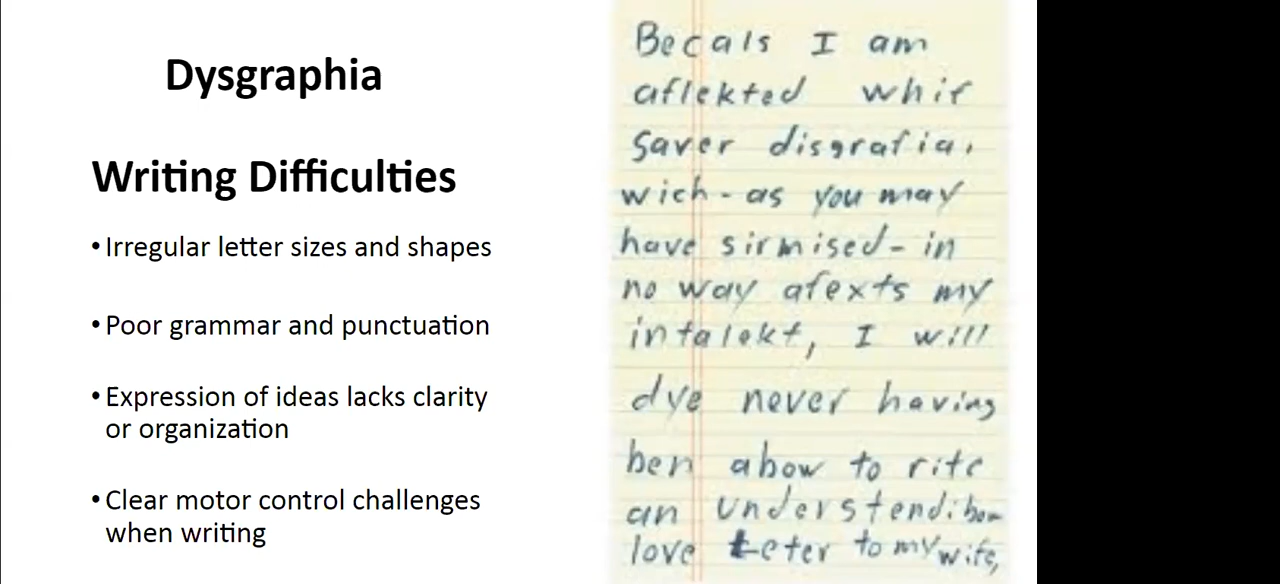 Dysgraphia
Writing Difficulties
• Irregular letter sizes and shapes
• Poor grammar and punctuation
• Expression of ideas lacks clarity
or organization
• Clear motor control challenges
when writing
Becals I am
aflekted whit
saver disgrafia,
wich - as you may
have sirmised - in
no way afexts my
intalekt, I will
dye never having
ben abow to rite
an understendibow
love leter to my wife,